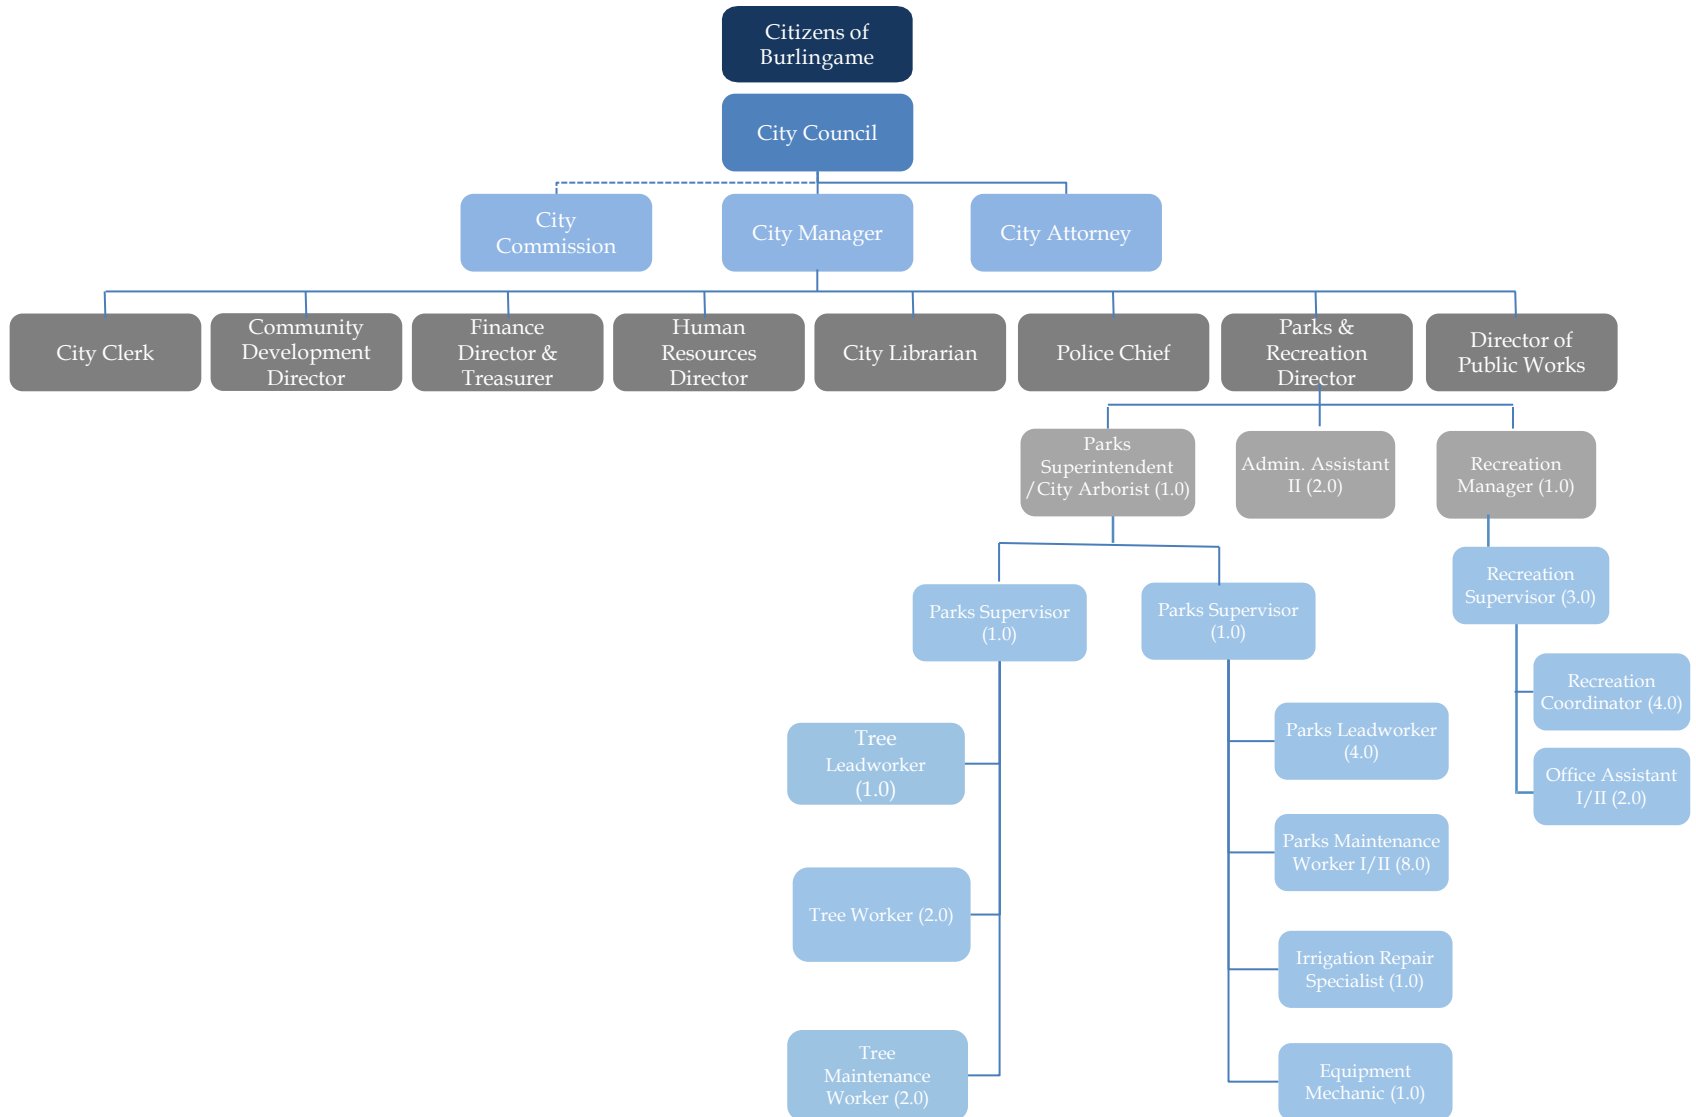 Citizens of
Burlingame
City Council
City
Commission
City Manager
City Attorney
City Clerk
Community
Development
Director
Finance
Director &
Treasurer
Human
Resources
Director
City Librarian
Police Chief
Parks &
Recreation
Director
Director of
Public Works
Parks
Superintendent
/City Arborist (1.0)
Admin. Assistant
II (2.0)
Recreation
Manager (1.0)
Parks Supervisor
(1.0)
Parks Supervisor
(1.0)
Recreation
Supervisor (3.0)
Recreation
Coordinator (4.0)
Office Assistant
I/II (2.0)
Tree
Leadworker
(1.0)
Tree Worker (2.0)
Tree
Maintenance
Worker (2.0)
Parks Leadworker
(4.0)
Parks Maintenance
Worker I/II (8.0)
Irrigation Repair
Specialist (1.0)
Equipment
Mechanic (1.0)